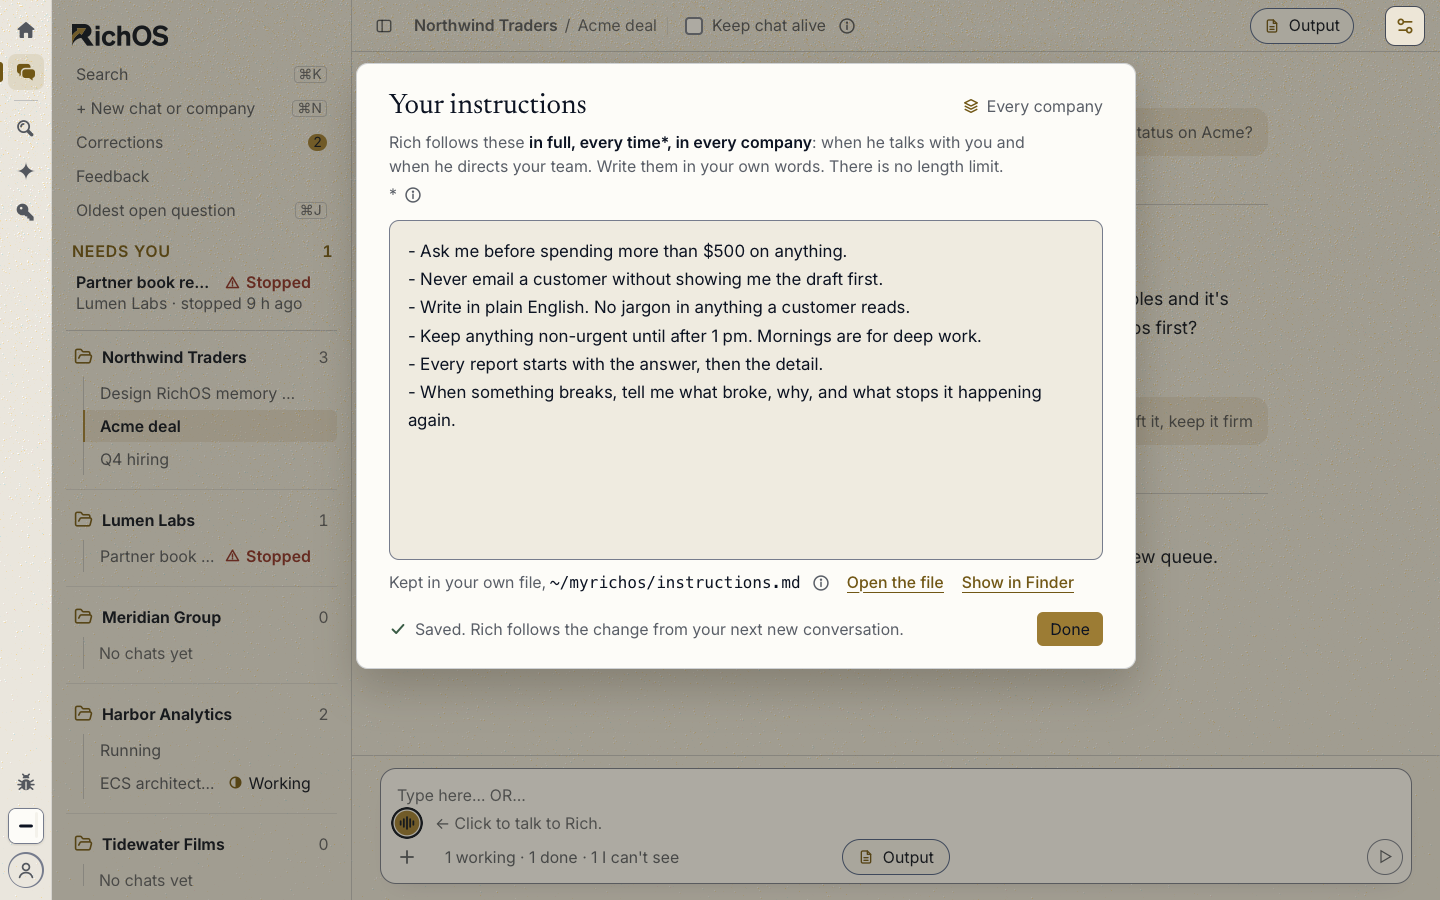 RichOS
Search ⌘K
+ New chat or company ⌘N
Corrections 2
Feedback
Oldest open question ⌘J
NEEDS YOU 1
Partner book re... Stopped
Lumen Labs · stopped 9 h ago
Northwind Traders 3
Design RichOS memory ...
Acme deal
Q4 hiring
Lumen Labs 1
Partner book ... Stopped
Meridian Group 0
No chats yet
Harbor Analytics 2
Running
ECS architect... Working
Tidewater Films 0
No chats yet
Northwind Traders / Acme deal Keep chat alive Output
tatus on Acme?
Your instructions
Every company
Rich follows these in full, every time*, in every company: when he talks with you and
when he directs your team. Write them in your own words. There is no length limit.
*
- Ask me before spending more than $500 on anything.
- Never email a customer without showing me the draft first.
- Write in plain English. No jargon in anything a customer reads.
- Keep anything non-urgent until after 1 pm. Mornings are for deep work.
- Every report starts with the answer, then the detail.
- When something breaks, tell me what broke, why, and what stops it happening
again.
Kept in your own file, ~/myrichos/instructions.md Open the file Show in Finder
Saved. Rich follows the change from your next new conversation. Done
les and it's
s first?
ft it, keep it firm
ew queue.
Type here... OR...
← Click to talk to Rich.
1 working · 1 done · 1 I can't see
Output